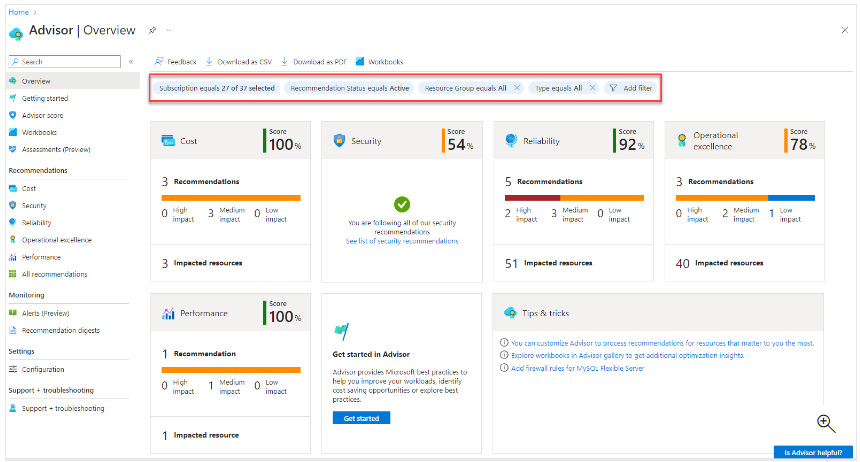 Home >
Advisor | Overview
Search
«
Feedback
Download as CSV
Download as PDF
Workbooks
Subscription equals 27 of 37 selected
Recommendation Status equals Active
Resource Group equals All
Type equals All
Add filter
Overview
Getting started
Advisor score
Workbooks
Assessments (Preview)
Recommendations
Cost
Security
Reliability
Operational excellence
Performance
All recommendations
Monitoring
Alerts (Preview)
Recommendation digests
Settings
Configuration
Support + troubleshooting
Support + troubleshooting
Cost
Score
100%
3 Recommendations
0 High impact 3 Medium impact 0 Low impact
3 Impacted resources
Security
Score
54%
You are following all of our security
recommendations
See list of security recommendations
Reliability
Score
92%
5 Recommendations
2 High impact 3 Medium impact 0 Low impact
51 Impacted resources
Operational
excellence
Score
78%
3 Recommendations
0 High impact 2 Medium impact 1 Low impact
40 Impacted resources
Performance
Score
100%
1 Recommendation
0 High impact 1 Medium impact 0 Low impact
1 Impacted resource
Get started in Advisor
Advisor provides Microsoft best practices to
help you improve your workloads, identify
cost saving opportunities or explore best
practices.
Get started
Tips & tricks
You can customize Advisor to process recommendations for resources that matter to you the most.
Explore workbooks in Advisor gallery to get additional optimization insights.
Add firewall rules for MySQL Flexible Server
Is Advisor helpful?